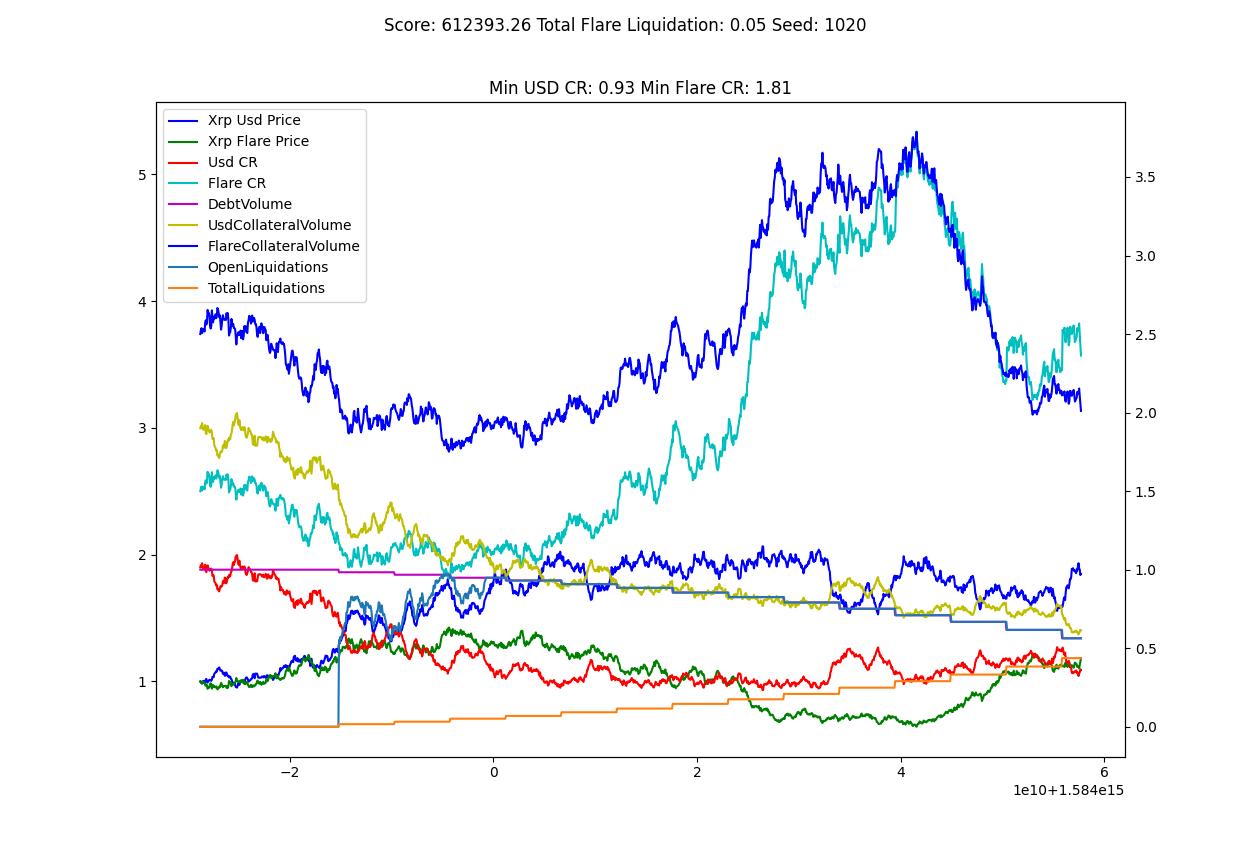 Score: 612393.26 Total Flare Liquidation: 0.05 Seed: 1020
Min USD CR: 0.93 Min Flare CR: 1.81
Xrp Usd Price
Xrp Flare Price
Usd CR
Flare CR
DebtVolume
UsdCollateralVolume
FlareCollateralVolume
OpenLiquidations
TotalLiquidations
5
4
3
2
1
3.5
3.0
2.5
2.0
1.5
1.0
0.5
0.0
−2 0 2 4 6
1e10+1.584e15